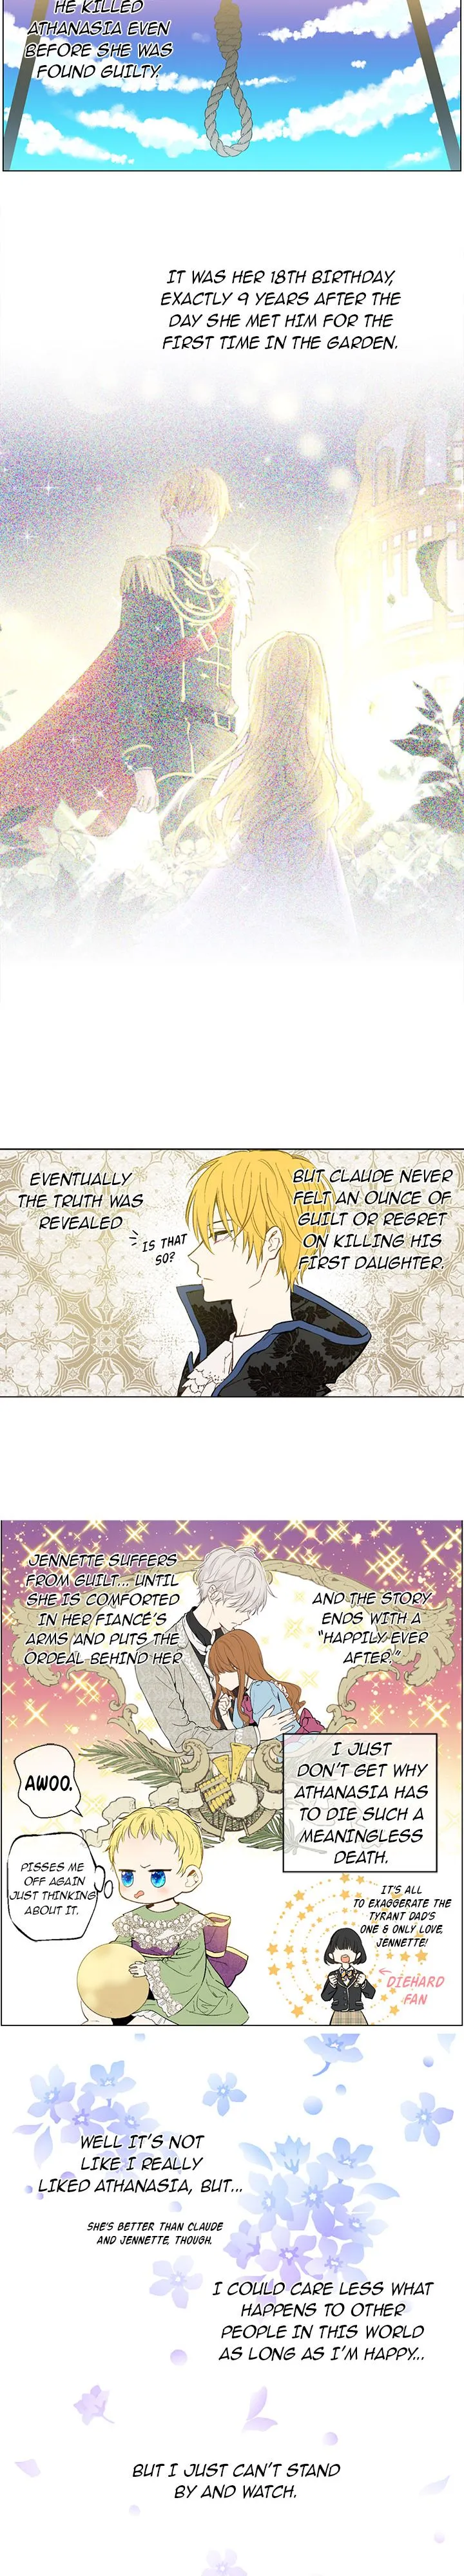 HE KILLED
ATHANASIA EVEN
BEFORE SHE WAS
FOUND GUILTY.
IT WAS HER 18TH BIRTHDAY,
EXACTLY 9 YEARS AFTER THE
DAY SHE MET HIM FOR THE
FIRST TIME IN THE GARDEN.
EVENTUALLY
THE TRUTH WAS
REVEALED
IS THAT
SO?
BUT CLAUDE NEVER
FELT AN OUNCE OF
GUILT OR REGRET
ON KILLING HIS
FIRST DAUGHTER.
JENNETTE SUFFERS
FROM GUILT... UNTIL
SHE IS COMFORTED
IN HER FIANCÉ'S
ARMS AND PUTS THE
ORDEAL BEHIND HER
AND THE STORY
ENDS WITH A
"HAPPILY EVER
AFTER."
I JUST
DON'T GET WHY
ATHANASIA HAS
TO DIE SUCH A
MEANINGLESS
DEATH.
AWOO.
PISSES ME
OFF AGAIN
JUST THINKING
ABOUT IT.
IT'S ALL
TO EXAGGERATE THE
TYRANT DAD'S
ONE & ONLY LOVE,
JENNETTE!
DIEHARD
FAN
WELL IT'S NOT
LIKE I REALLY
LIKED ATHANASIA, BUT...
SHE'S BETTER THAN CLAUDE
AND JENNETTE, THOUGH.
I COULD CARE LESS WHAT
HAPPENS TO OTHER
PEOPLE IN THIS WORLD
AS LONG AS I'M HAPPY...
BUT I JUST CAN'T STAND
BY AND WATCH.